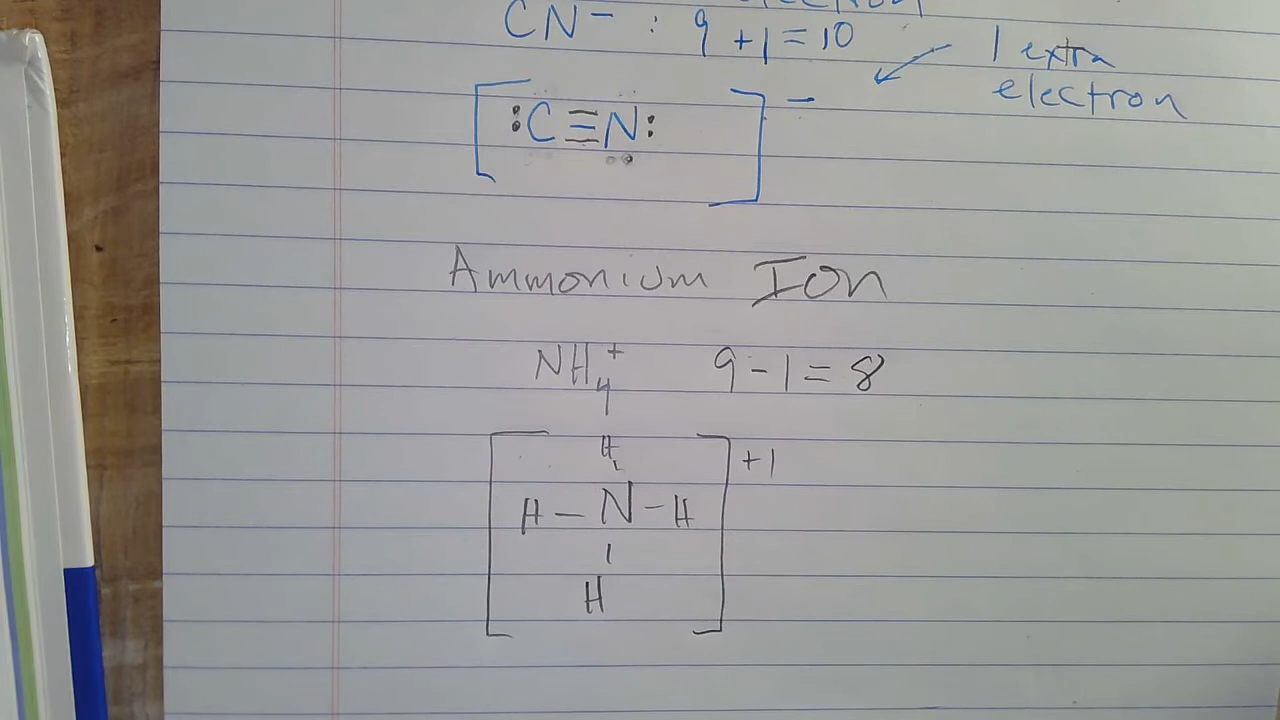 CN⁻ : 9 + 1 = 10
1 extra
electron
[:C≡N:]⁻
Ammonium Ion
NH₄⁺ 9 - 1 = 8
H
H - N - H
H
+1